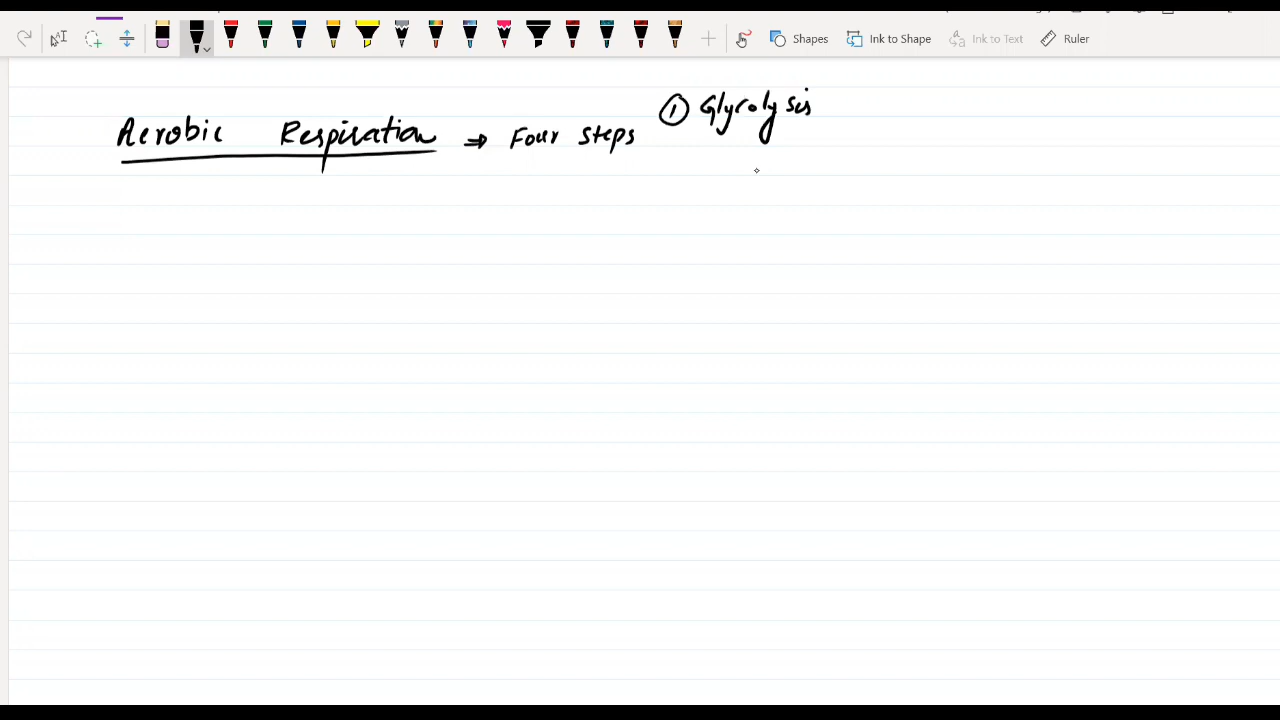 Shapes Ink to Shape Ink to Text Ruler
① Glycolysis
Aerobic Respiration ⇒ Four steps